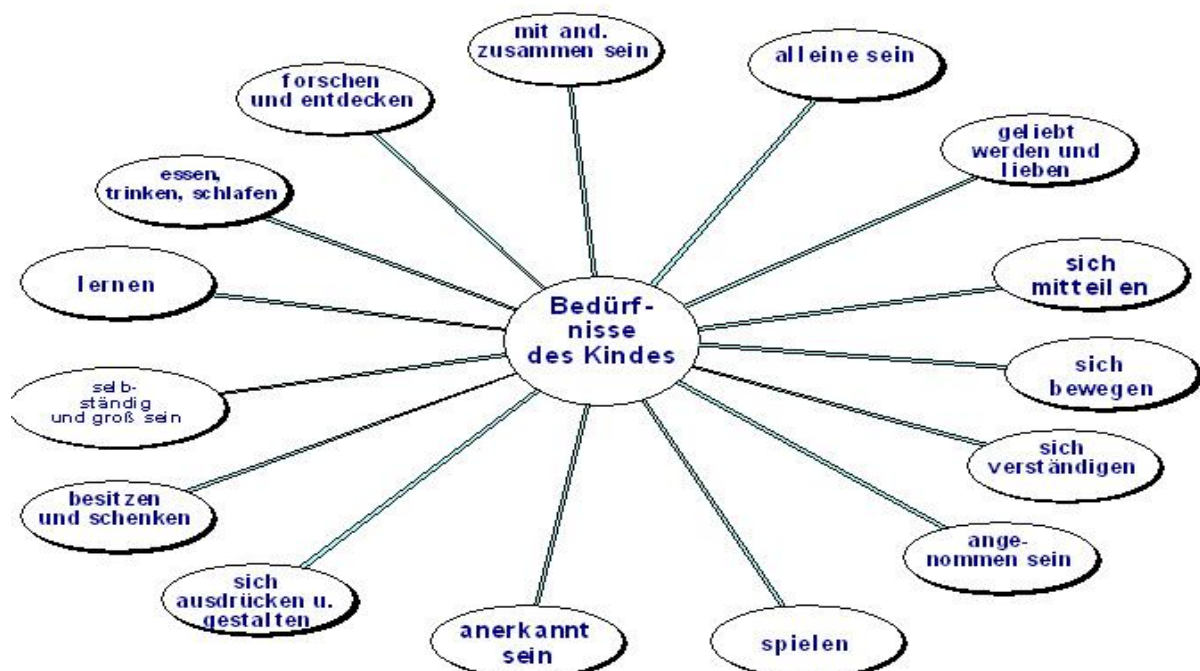 mit and.
zusammen sein
alleine sein
forschen
und entdecken
geliebt
werden und
lieben
essen,
trinken, schlafen
sich
mitteilen
lernen
Bedürf-
nisse
des Kindes
sich
bewegen
selb-
ständig
und groß sein
sich
verständigen
besitzen
und schenken
ange-
nommen sein
sich
ausdrücken u.
gestalten
anerkannt
sein
spielen